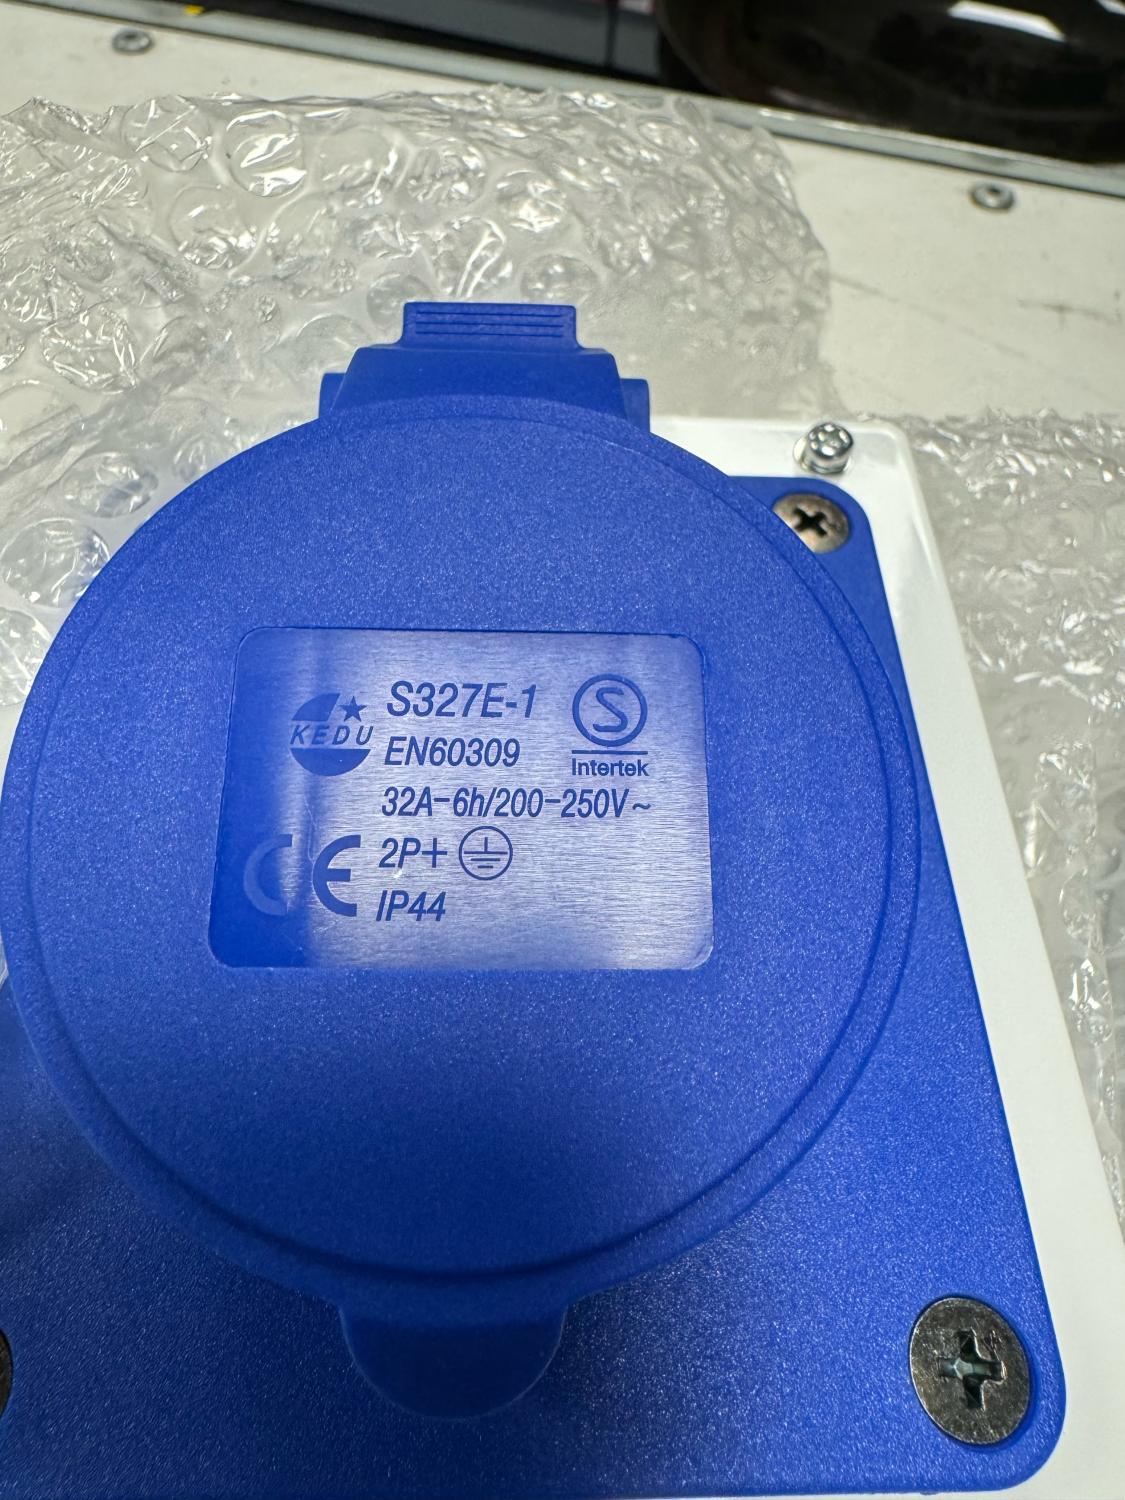 KEDU
S327E-1
EN60309
S
Intertek
32A-6h/200-250V~
CE
2P+
IP44